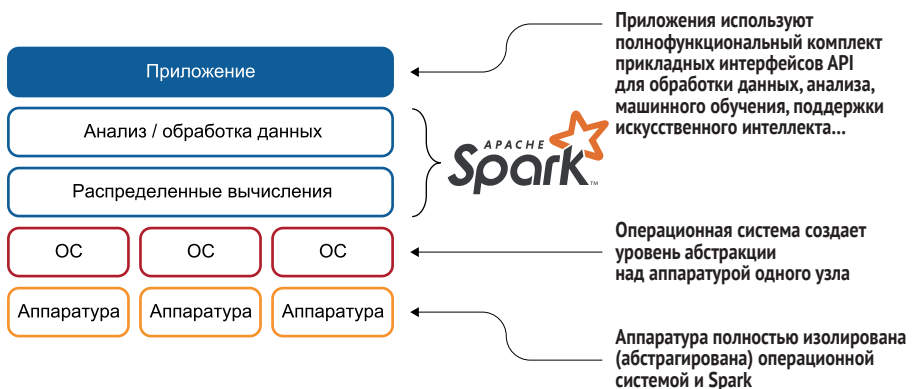 Приложения используют
полнофункциональный комплект
прикладных интерфейсов API
для обработки данных, анализа,
машинного обучения, поддержки
искусственного интеллекта...
Приложение
Анализ / обработка данных
Распределенные вычисления
APACHE
Spark™
ОС ОС ОС
Операционная система создает
уровень абстракции
над аппаратурой одного узла
Аппаратура Аппаратура Аппаратура
Аппаратура полностью изолирована
(абстрагирована) операционной
системой и Spark